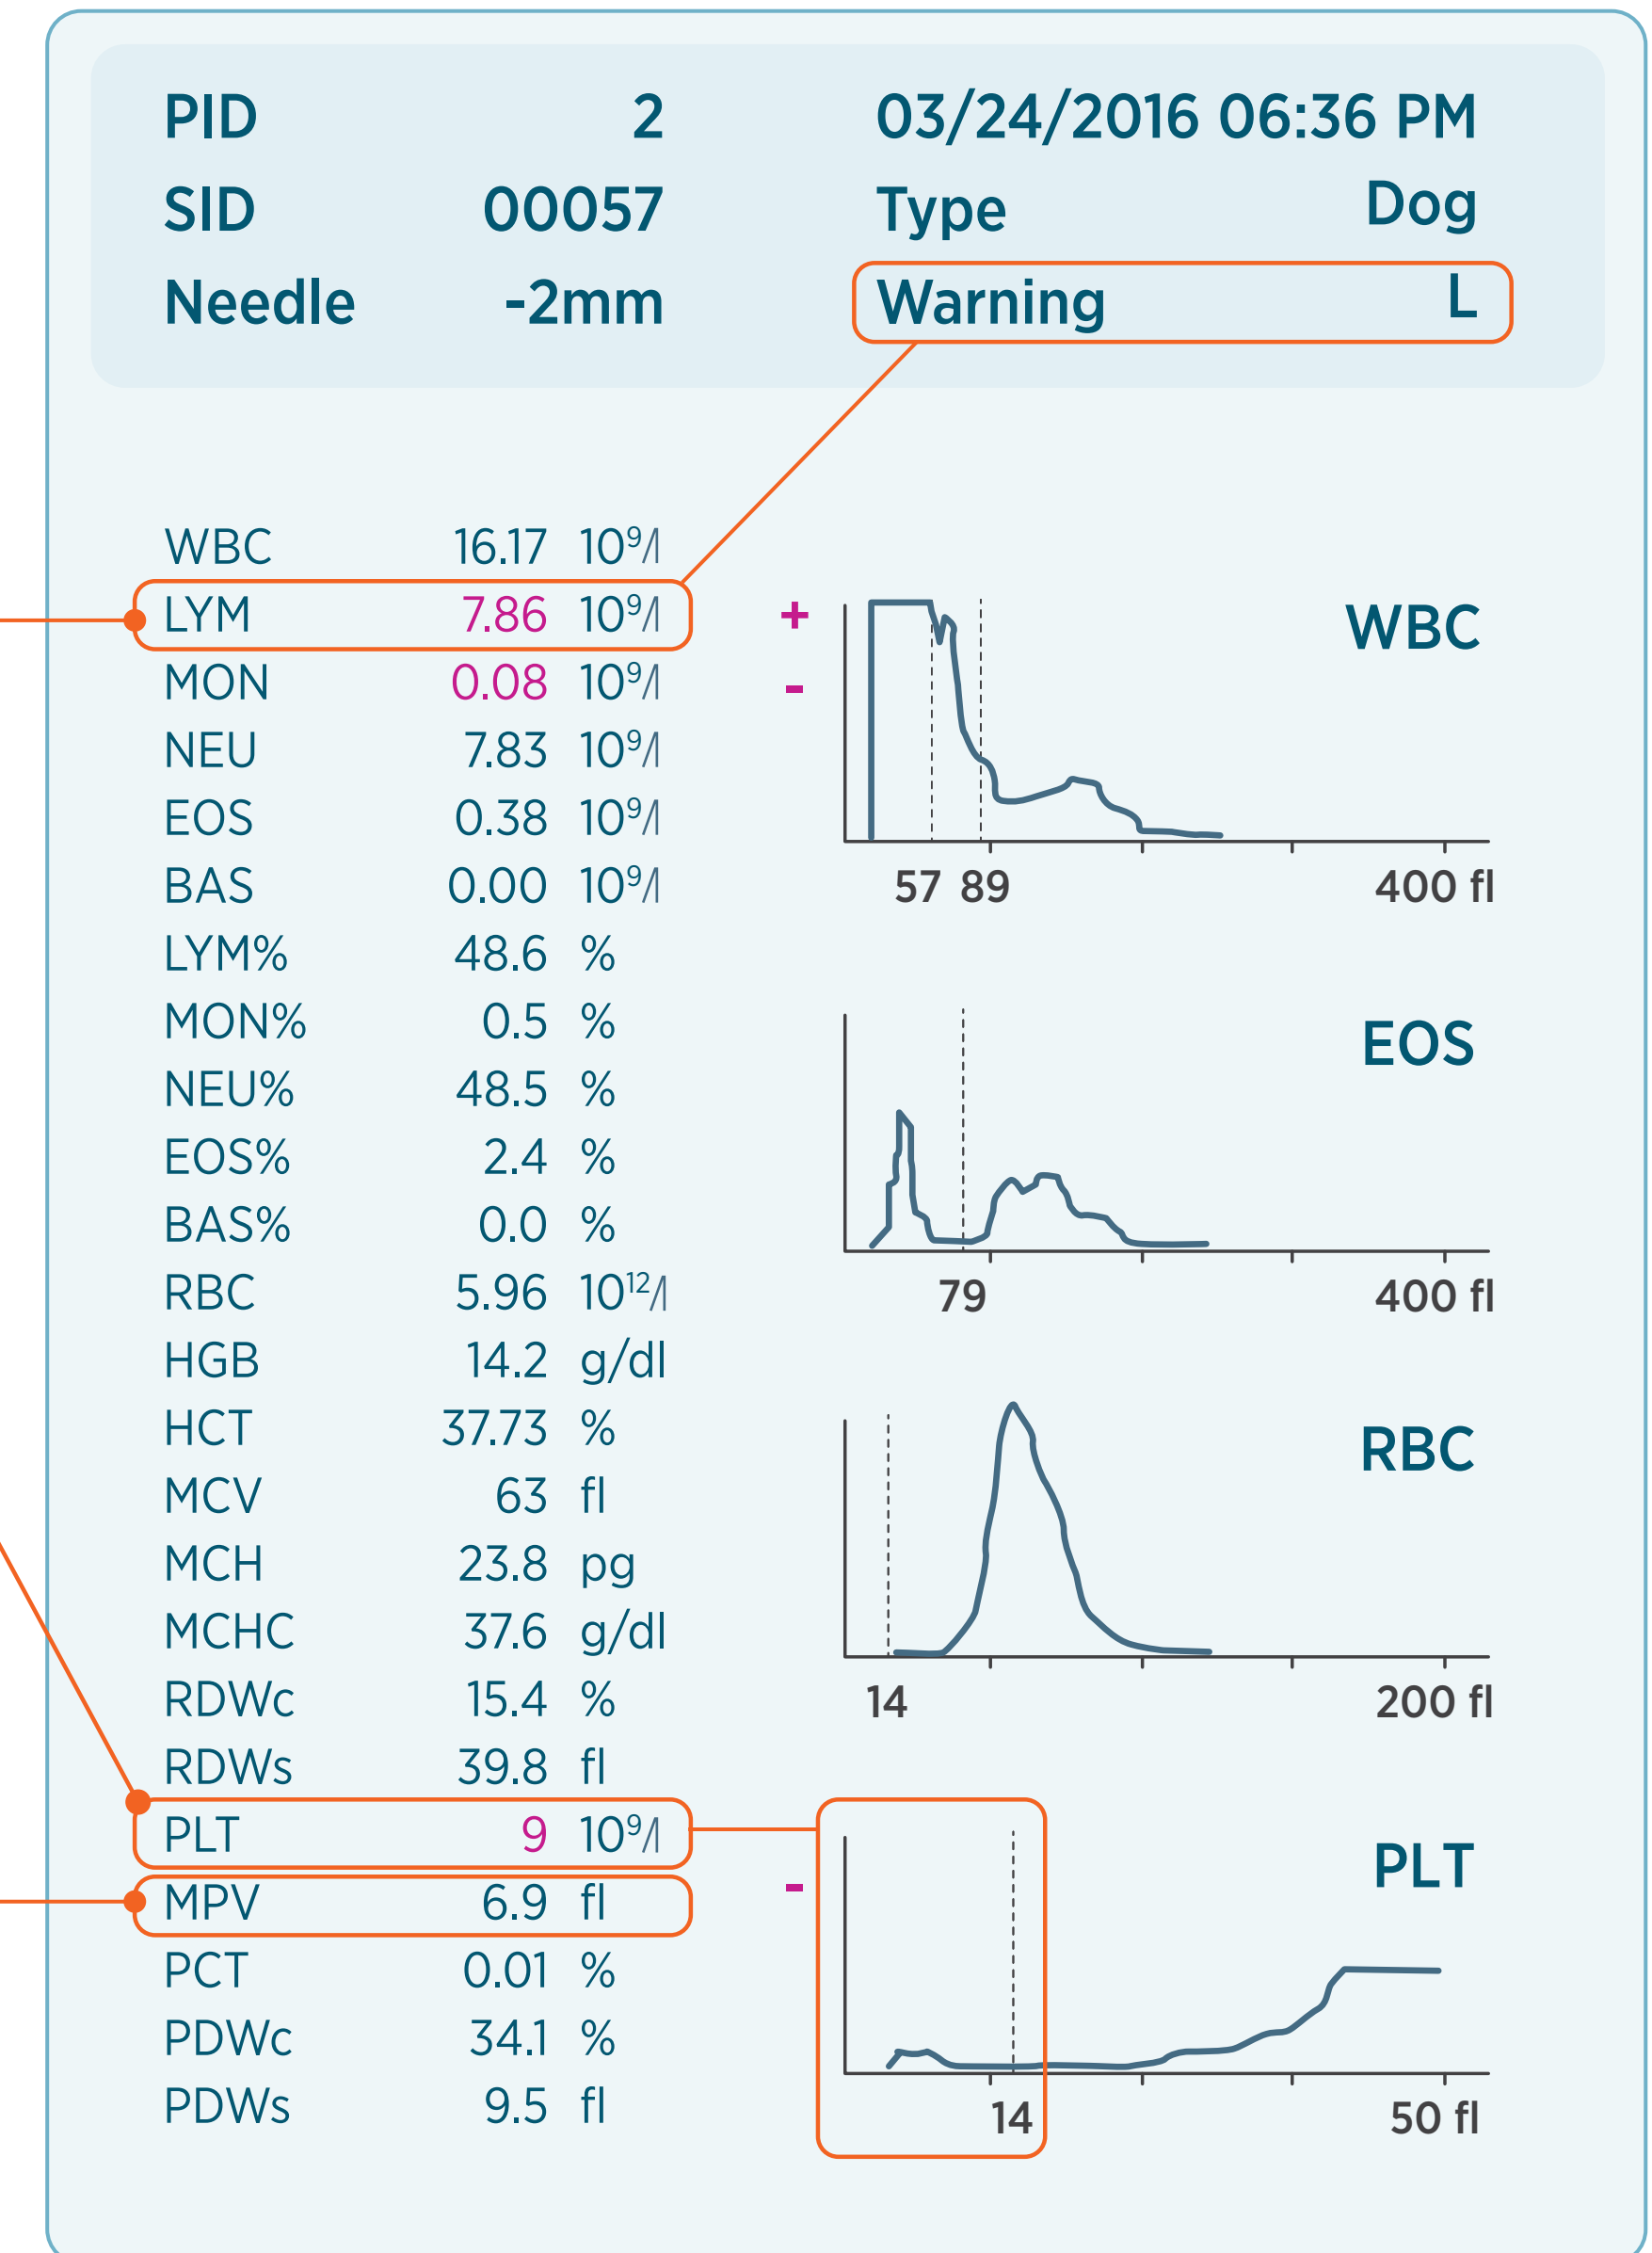 PID 2 03/24/2016 06:36 PM
SID 00057 Type Dog
Needle -2mm Warning L
WBC 16.17 10⁹/l
LYM 7.86 10⁹/l +
MON 0.08 10⁹/l -
NEU 7.83 10⁹/l
EOS 0.38 10⁹/l
BAS 0.00 10⁹/l
LYM% 48.6 %
MON% 0.5 %
NEU% 48.5 %
EOS% 2.4 %
BAS% 0.0 %
RBC 5.96 10¹²/l
HGB 14.2 g/dl
HCT 37.73 %
MCV 63 fl
MCH 23.8 pg
MCHC 37.6 g/dl
RDWc 15.4 %
RDWs 39.8 fl
PLT 9 10⁹/l -
MPV 6.9 fl
PCT 0.01 %
PDWc 34.1 %
PDWs 9.5 fl
WBC
57 89 400 fl
EOS
79 400 fl
RBC
14 200 fl
PLT
14 50 fl